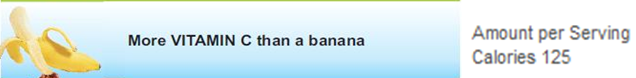 More VITAMIN C than a banana
Amount per Serving
Calories 125